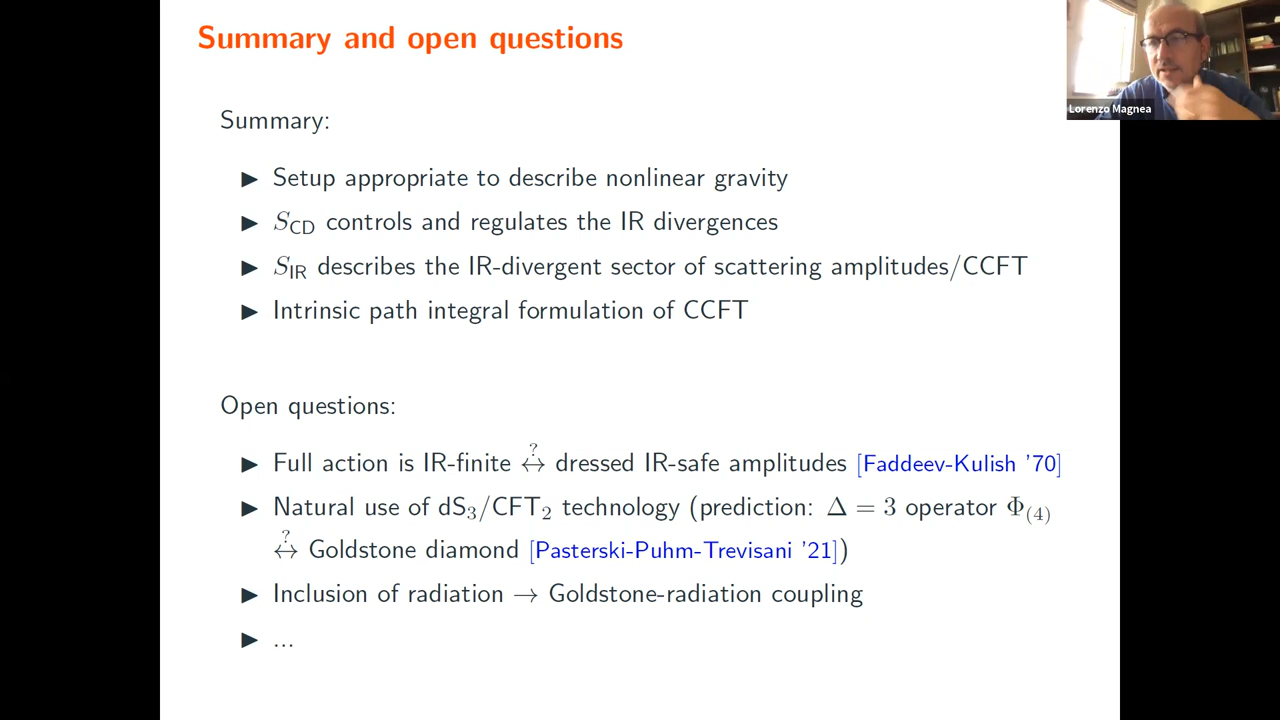 Summary and open questions
Lorenzo Magnea
Summary:
▶ Setup appropriate to describe nonlinear gravity
▶ S_CD controls and regulates the IR divergences
▶ S_IR describes the IR-divergent sector of scattering amplitudes/CCFT
▶ Intrinsic path integral formulation of CCFT
Open questions:
▶ Full action is IR-finite ↔? dressed IR-safe amplitudes [Faddeev-Kulish '70]
▶ Natural use of dS₃/CFT₂ technology (prediction: Δ = 3 operator Φ₍₄₎
↔? Goldstone diamond [Pasterski-Puhm-Trevisani '21])
▶ Inclusion of radiation → Goldstone-radiation coupling
▶ ...